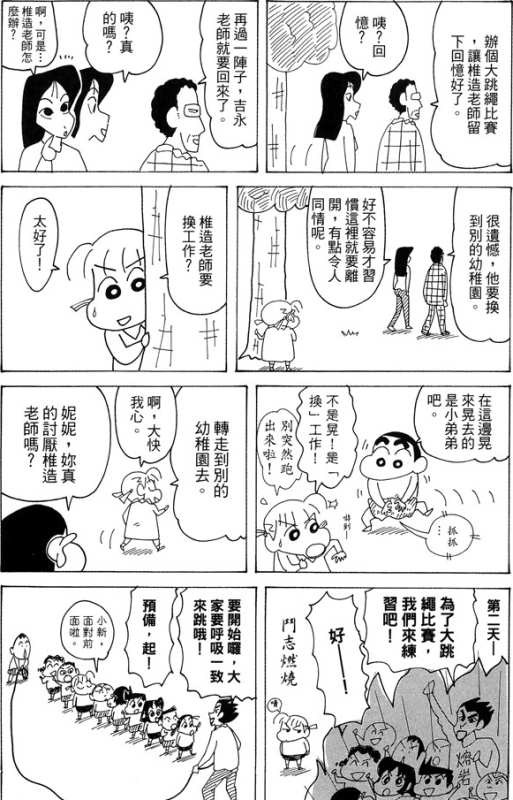 再過一陣子，吉永
老師就要回來了。
咦？真
的嗎？
啊，可是…
椎造老師怎
麼辦？
辦個大跳繩比賽
，讓椎造老師留
下回憶好了。
咦？回
憶？
椎造老師要
換工作？
太好了！
很遺憾，他要換
到別的幼稚園。
好不容易才習
慣這裡就要離
開，有點令人
同情呢。
轉走到別的
幼稚園去。
啊，大快
我心。
妮妮，妳真
的討厭椎造
老師嗎？
在這邊晃
來晃去的
是小弟弟
吧。
不是晃！是「
換」工作！
別突然跑
出來啦！
抓抓
…
要開始囉，大
家要呼吸一致
來跳哦！
預備，起！
小新，
面對前
面啦。
第二天—
為了大跳
繩比賽，
我們來練
習吧！
好——
鬥志燃燒
熔岩